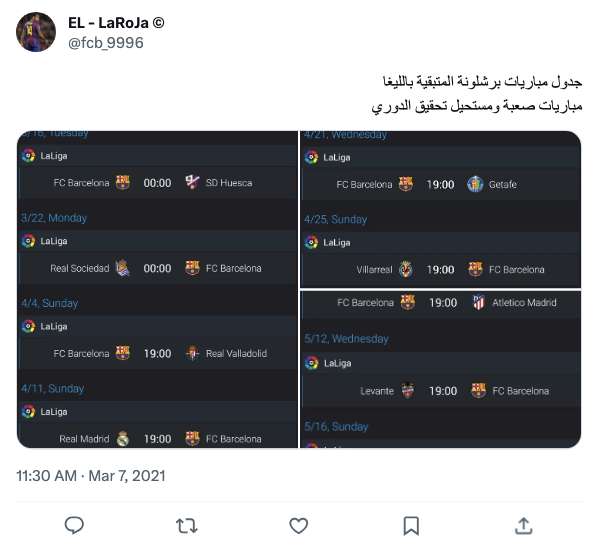 EL - LaRoJa ©
@fcb_9996
جدول مباريات برشلونة المتبقية بالليغا
مباريات صعبة ومستحيل تحقيق الدوري
3/16, Tuesday
LaLiga
FC Barcelona 00:00 SD Huesca
3/22, Monday
LaLiga
Real Sociedad 00:00 FC Barcelona
4/4, Sunday
LaLiga
FC Barcelona 19:00 Real Valladolid
4/11, Sunday
LaLiga
Real Madrid 19:00 FC Barcelona
4/21, Wednesday
LaLiga
FC Barcelona 19:00 Getafe
4/25, Sunday
LaLiga
Villarreal 19:00 FC Barcelona
FC Barcelona 19:00 Atletico Madrid
5/12, Wednesday
LaLiga
Levante 19:00 FC Barcelona
5/16, Sunday
11:30 AM · Mar 7, 2021